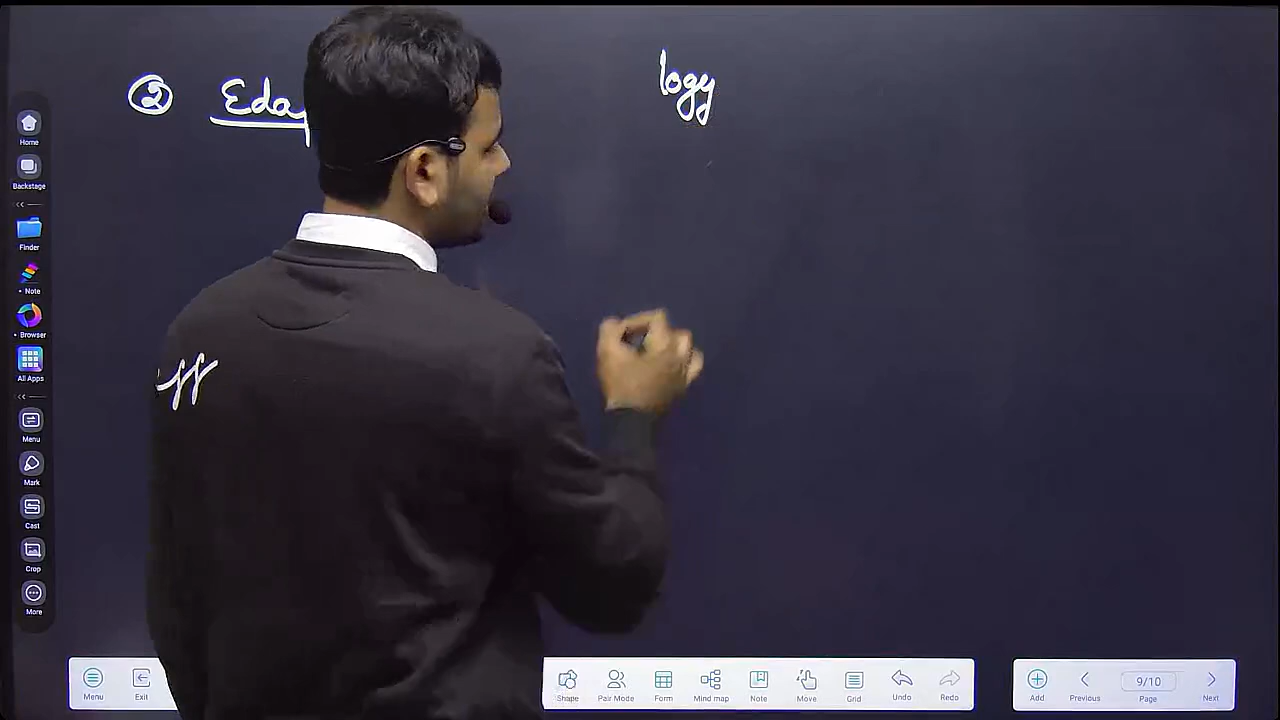 ② Eda
logy
Home
Backstage
Finder
• Note
• Browser
All Apps
Menu
Mark
Cast
Crop
More
Menu
Exit
Shape
Pair Mode
Form
Mind map
Note
Move
Grid
Undo
Redo
Add
Previous
9/10
Page
Next